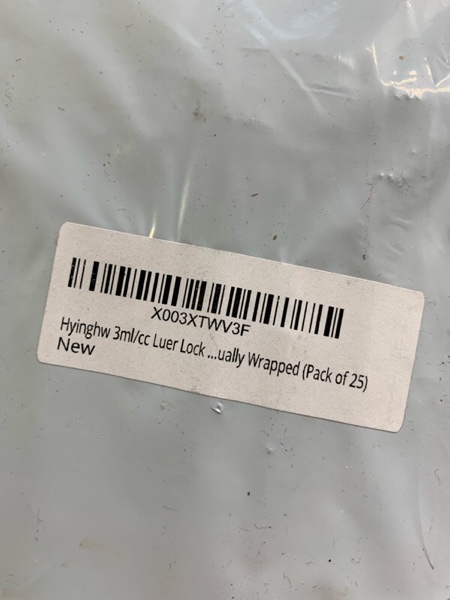 X003XTWV3F
Hyinghw 3ml/cc Luer Lock ...ually Wrapped (Pack of 25)
New